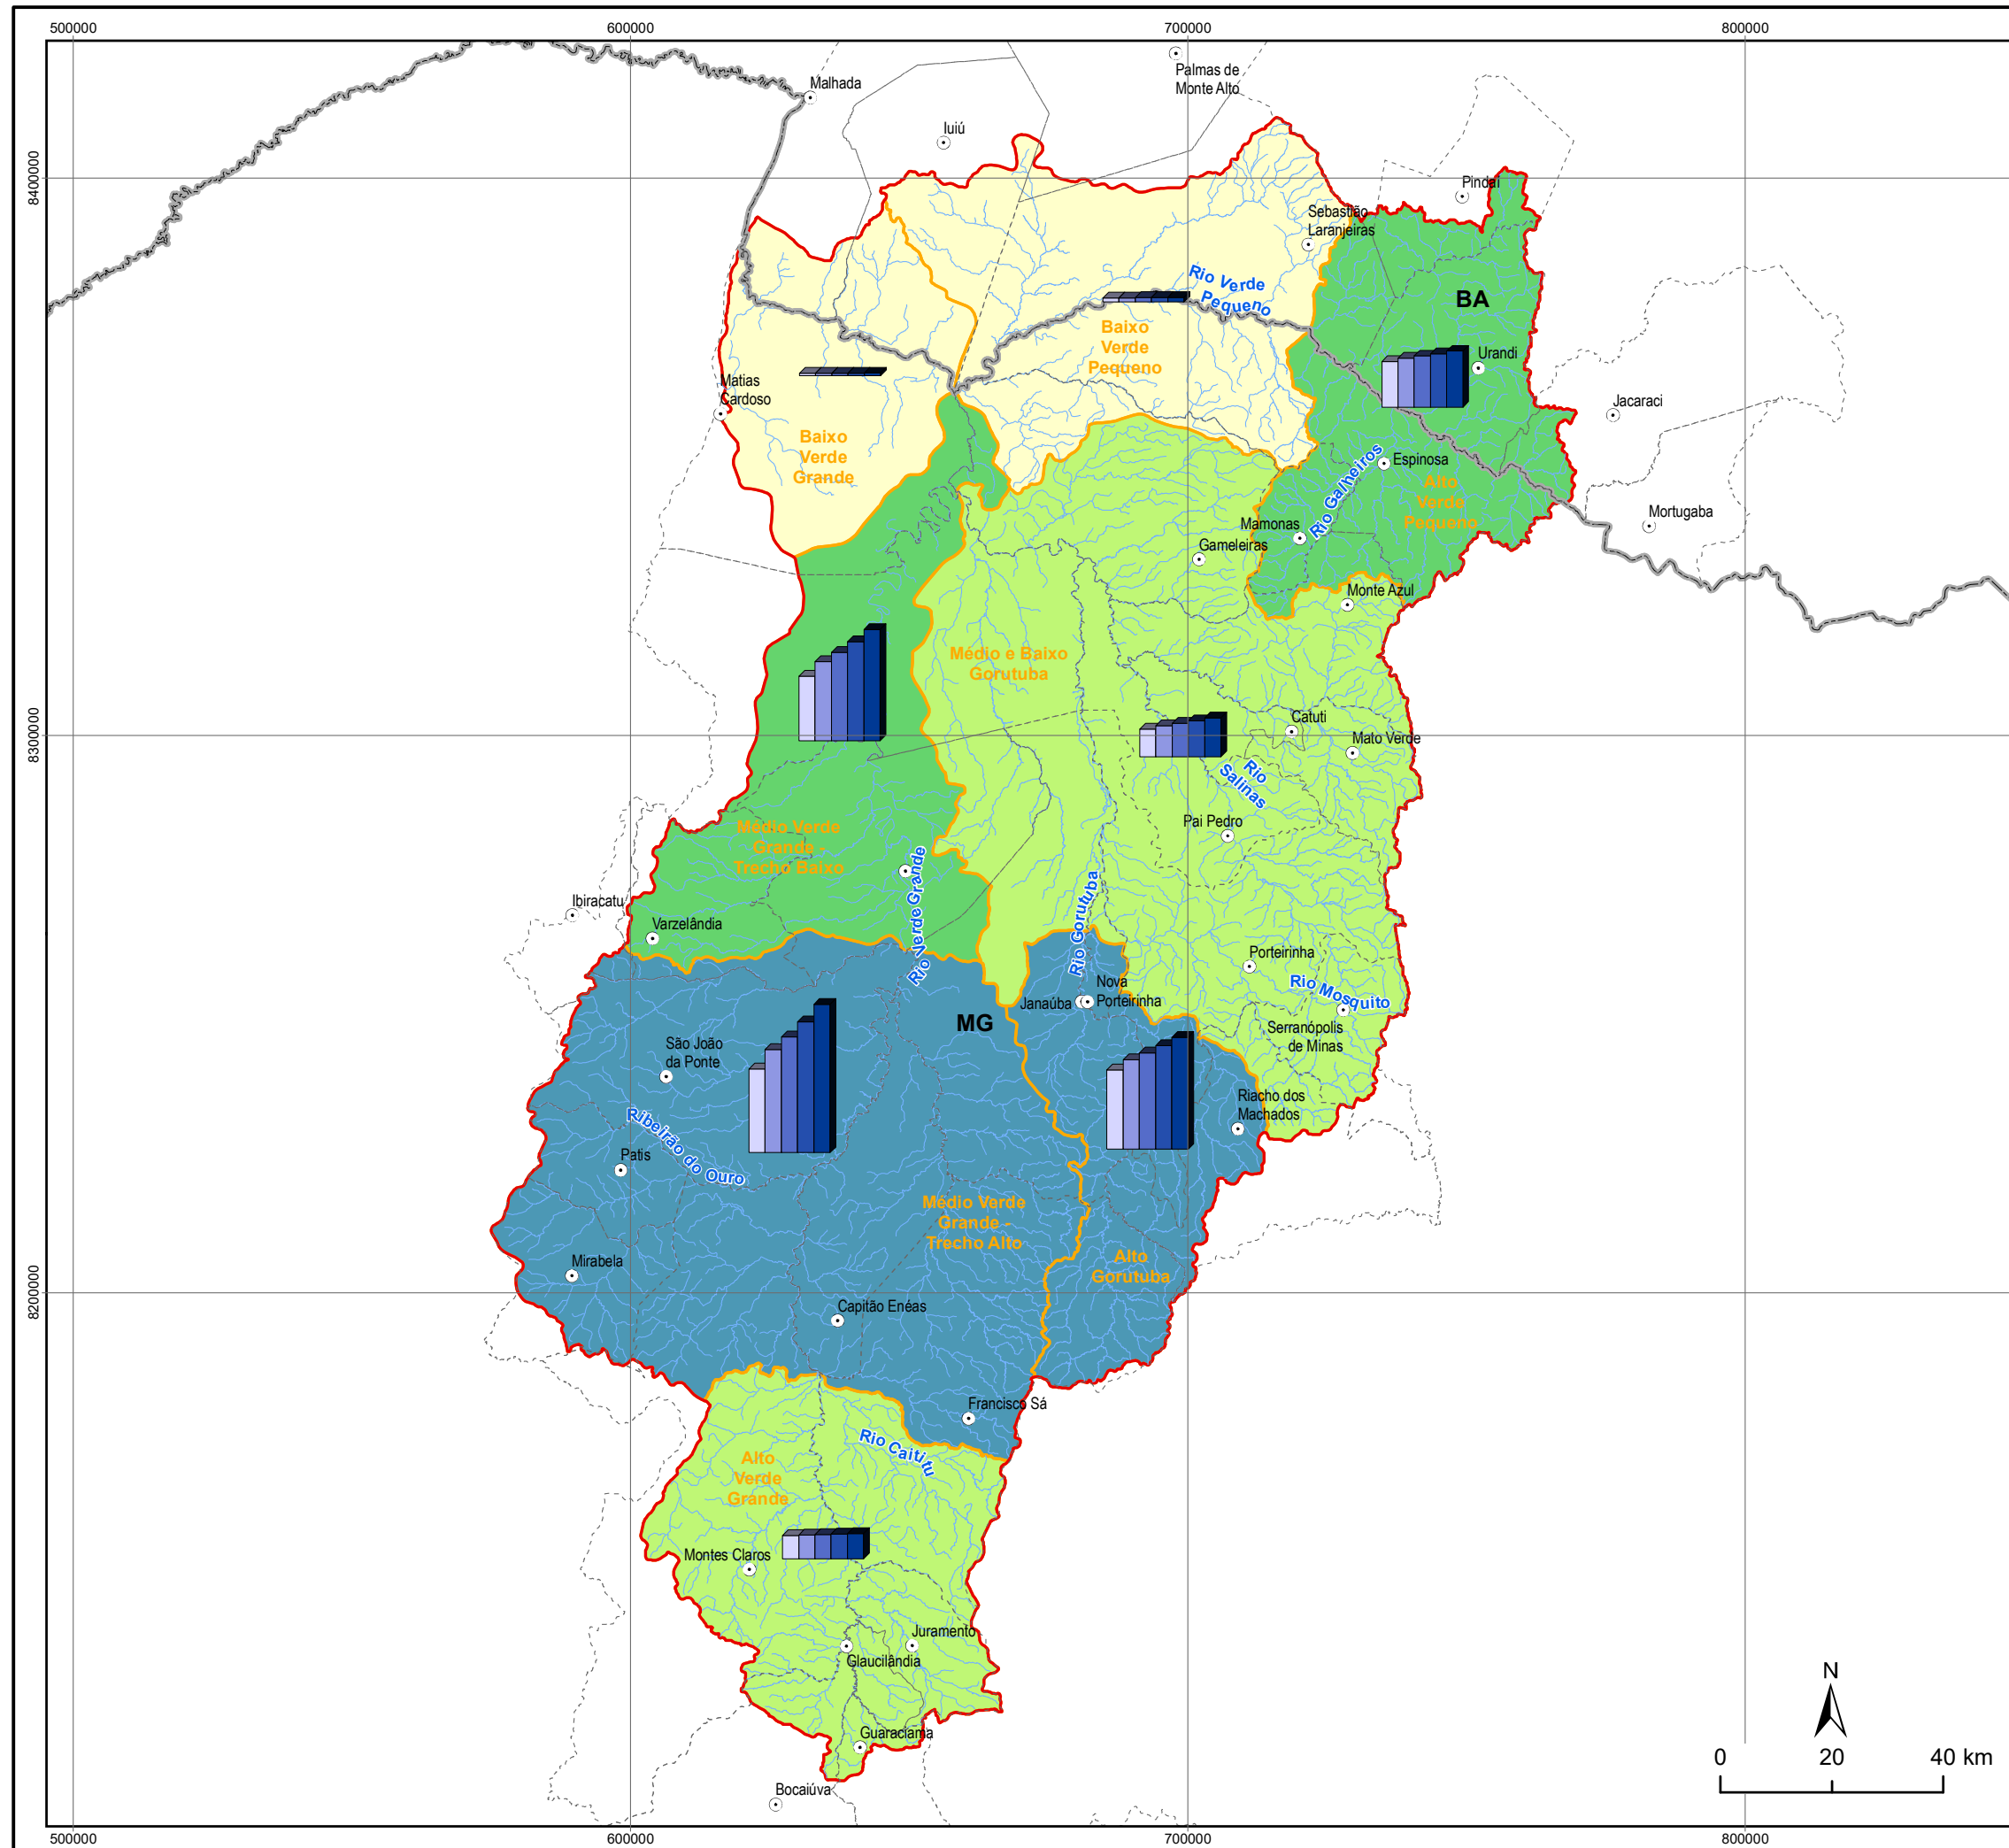 500000
600000
700000
800000
Malhada
Palmas de
Monte Alto
Iuiú
8400000
Pindaí
Sebastião
Laranjeiras
Rio Verde
Pequeno
BA
Baixo
Verde
Pequeno
Urandi
Matias
Cardoso
Jacaraci
Baixo
Verde
Grande
Espinosa
Rio Galheiros
Alto
Verde
Pequeno
Mortugaba
Mamonas
Gameleiras
Monte Azul
Médio e Baixo
Gorutuba
8300000
Catuti
Mato Verde
Rio
Salinas
Pai Pedro
Médio Verde
Grande -
Trecho Baixo
Rio Verde Grande
Rio Gorutuba
Ibiracatu
Varzelândia
Porteirinha
Rio Mosquito
Nova
Porteirinha
Janaúba
MG
Serranópolis
de Minas
São João
da Ponte
Riacho dos
Machados
Ribeirão do Ouro
Patis
Médio Verde
Grande -
Trecho Alto
Alto
Gorutuba
Mirabela
8200000
Capitão Enéas
Francisco Sá
Rio Caititu
Alto
Verde
Grande
Montes Claros
Juramento
Glaucilândia
Guaraciama
Bocaiúva
N
0 20 40 km
500000
600000
700000
800000